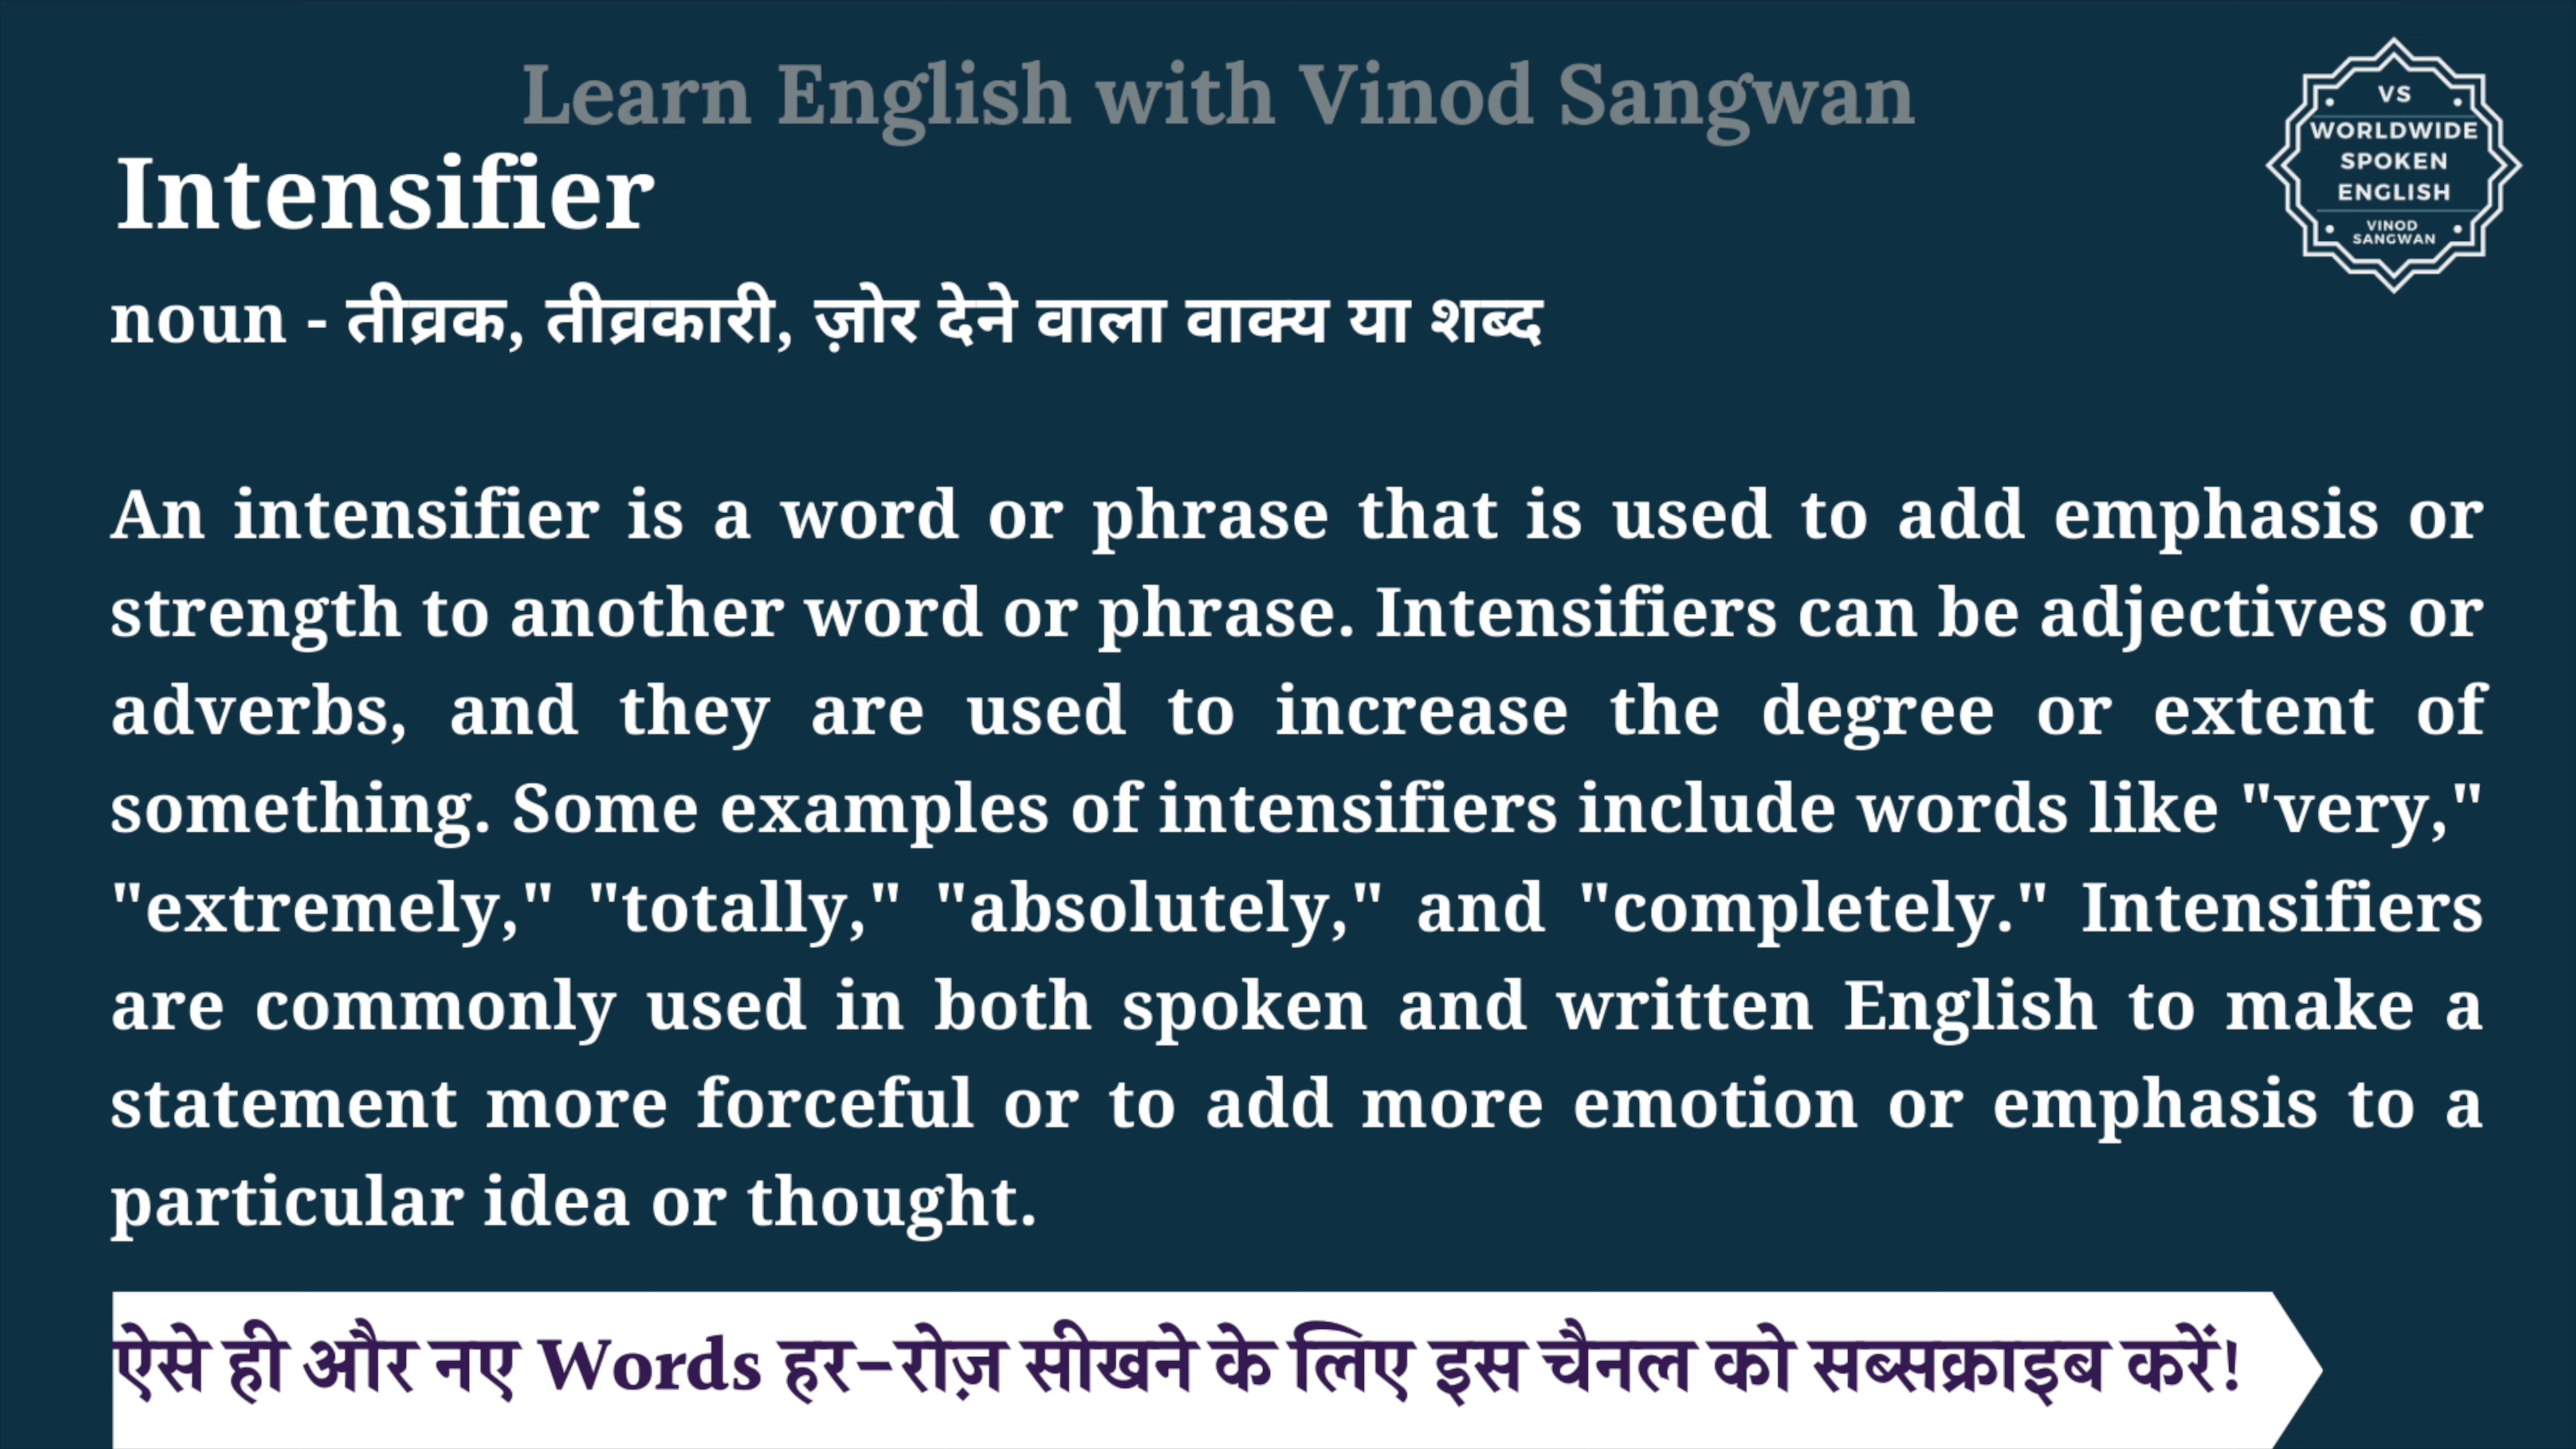 Learn English with Vinod Sangwan
VS
WORLDWIDE
SPOKEN
ENGLISH
VINOD
SANGWAN
Intensifier
noun - तीव्रक, तीव्रकारी, ज़ोर देने वाला वाक्य या शब्द
An intensifier is a word or phrase that is used to add emphasis or
strength to another word or phrase. Intensifiers can be adjectives or
adverbs, and they are used to increase the degree or extent of
something. Some examples of intensifiers include words like "very,"
"extremely," "totally," "absolutely," and "completely." Intensifiers
are commonly used in both spoken and written English to make a
statement more forceful or to add more emotion or emphasis to a
particular idea or thought.
ऐसे ही और नए Words हर-रोज़ सीखने के लिए इस चैनल को सब्सक्राइब करें!